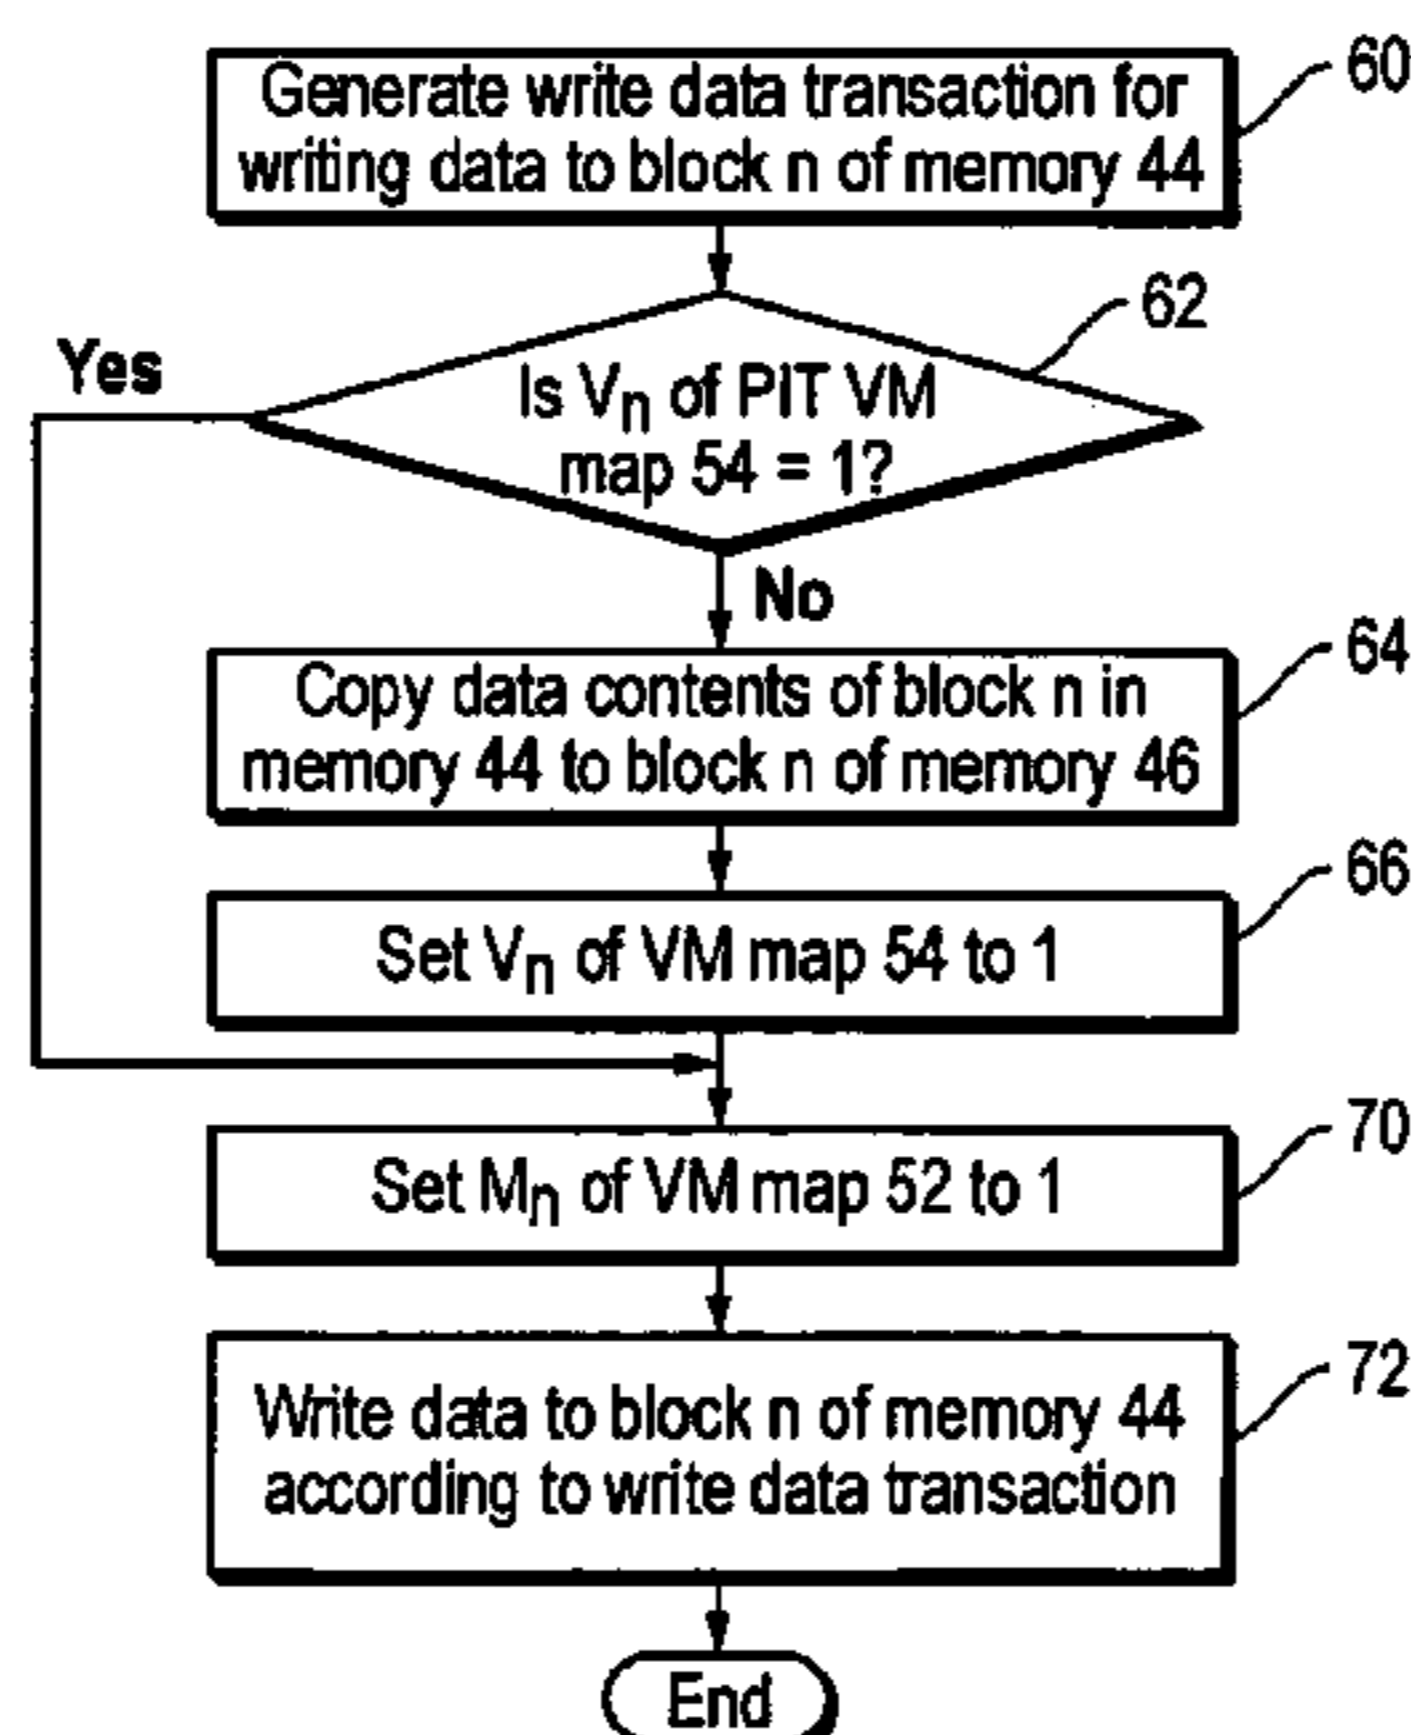 Generate write data transaction for
writing data to block n of memory 44
60
62
Yes
Is Vn of PIT VM
map 54 = 1?
No
64
Copy data contents of block n in
memory 44 to block n of memory 46
66
Set Vn of VM map 54 to 1
70
Set Mn of VM map 52 to 1
72
Write data to block n of memory 44
according to write data transaction
End